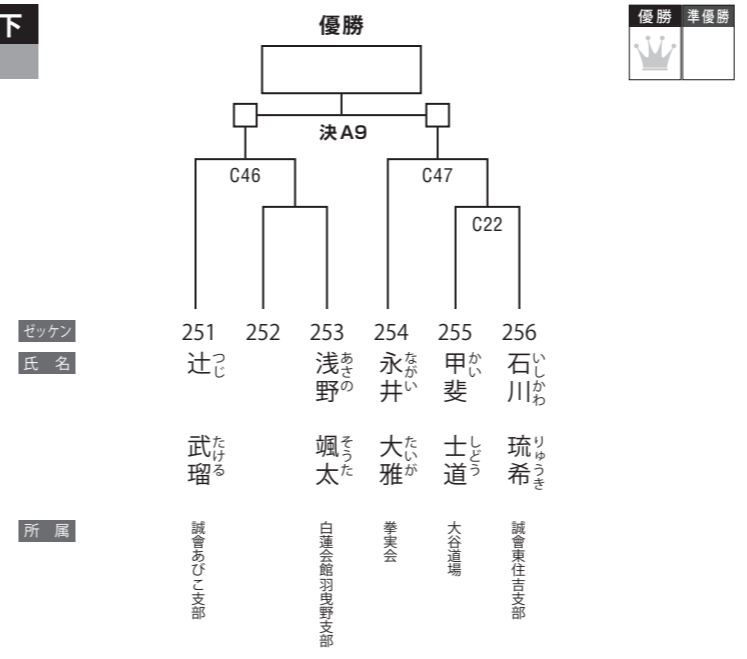 下
優勝
優勝 準優勝
決A9
C46
C47
C22
ゼッケン 251 252 253 254 255 256
氏名
辻 武瑠
つじ たける
浅野 颯太
あさの そうた
永井 大雅
ながい たいが
甲斐 士道
かい しどう
石川 琉希
いしかわ りゅうき
所属
誠會あびこ支部
白蓮会館羽曳野支部
拳実会
大谷道場
誠會東住吉支部